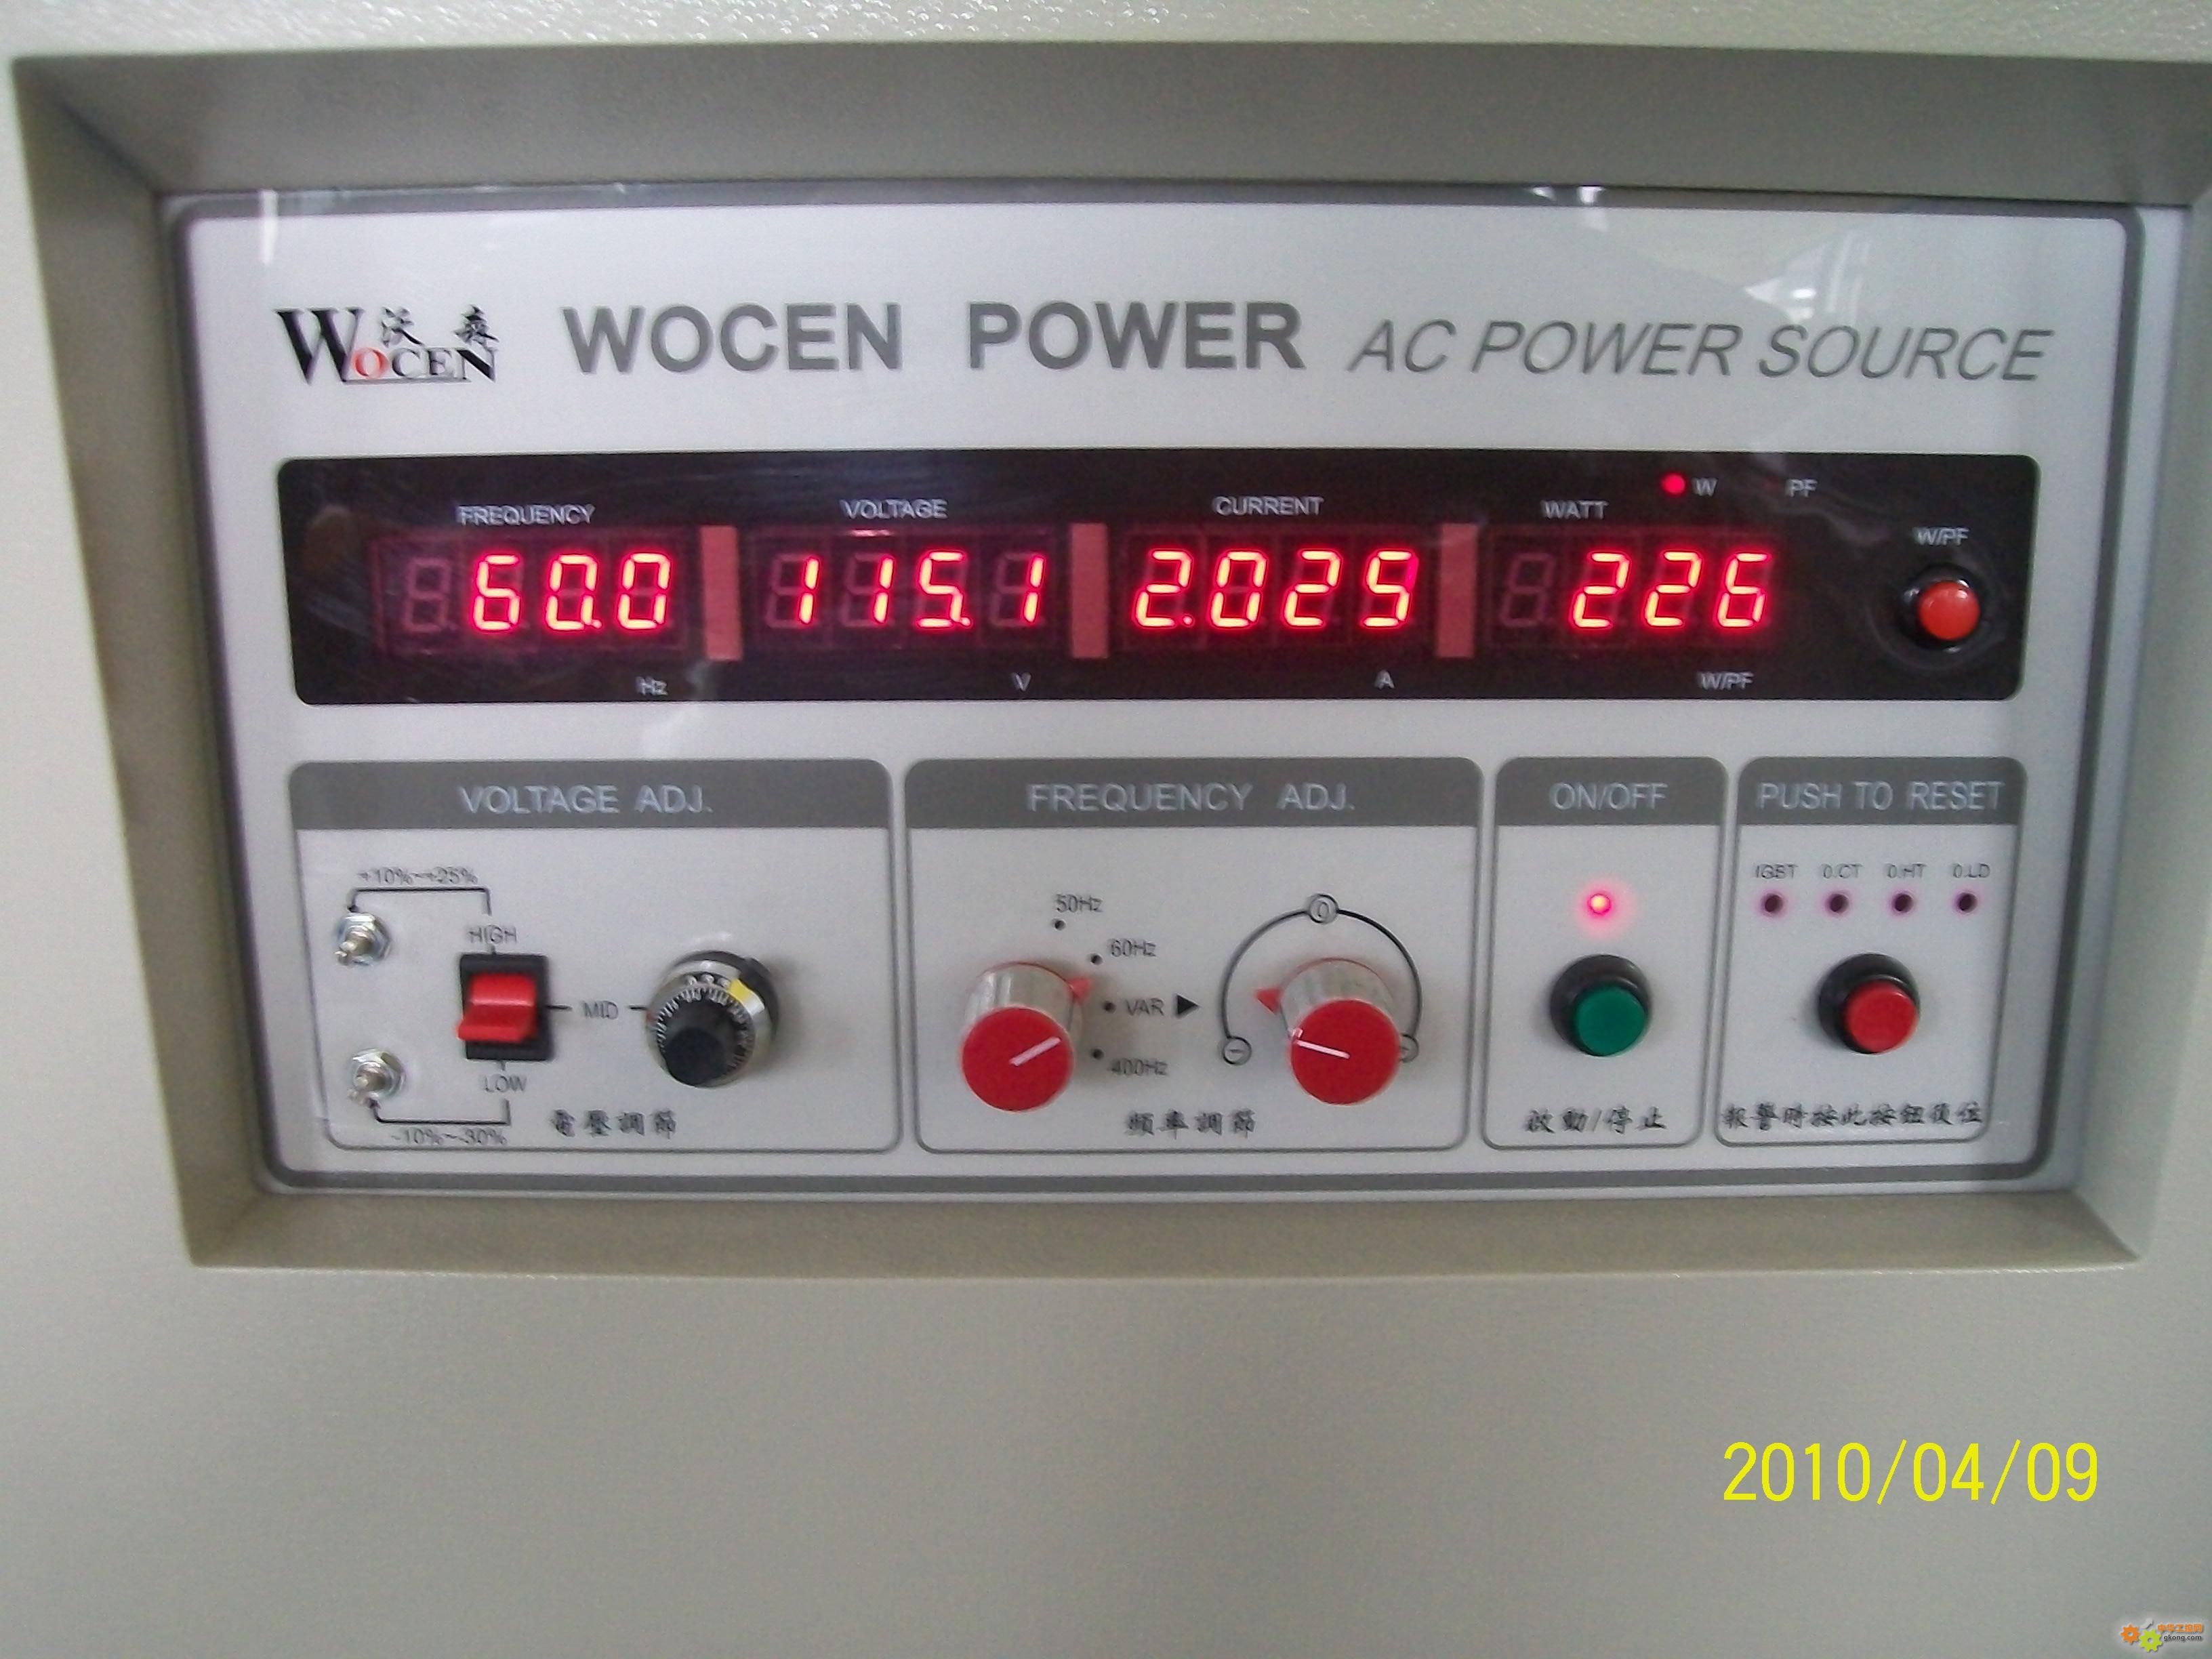 沃森
WOCEN
WOCEN POWER AC POWER SOURCE
W PF
FREQUENCY VOLTAGE CURRENT WATT
W/PF
60.0 115.1 2.025 226
Hz V A W/PF
VOLTAGE ADJ. FREQUENCY ADJ. ON/OFF PUSH TO RESET
+10%~+25%
HIGH
MID
LOW
-10%~-30%
電壓調節
50Hz
60Hz
VAR ▶
400Hz
0
-
+
頻率調節
啟動/停止
IGBT O.CT O.HT O.LD
報警時按此按鈕復位
2010/04/09
gkong.com